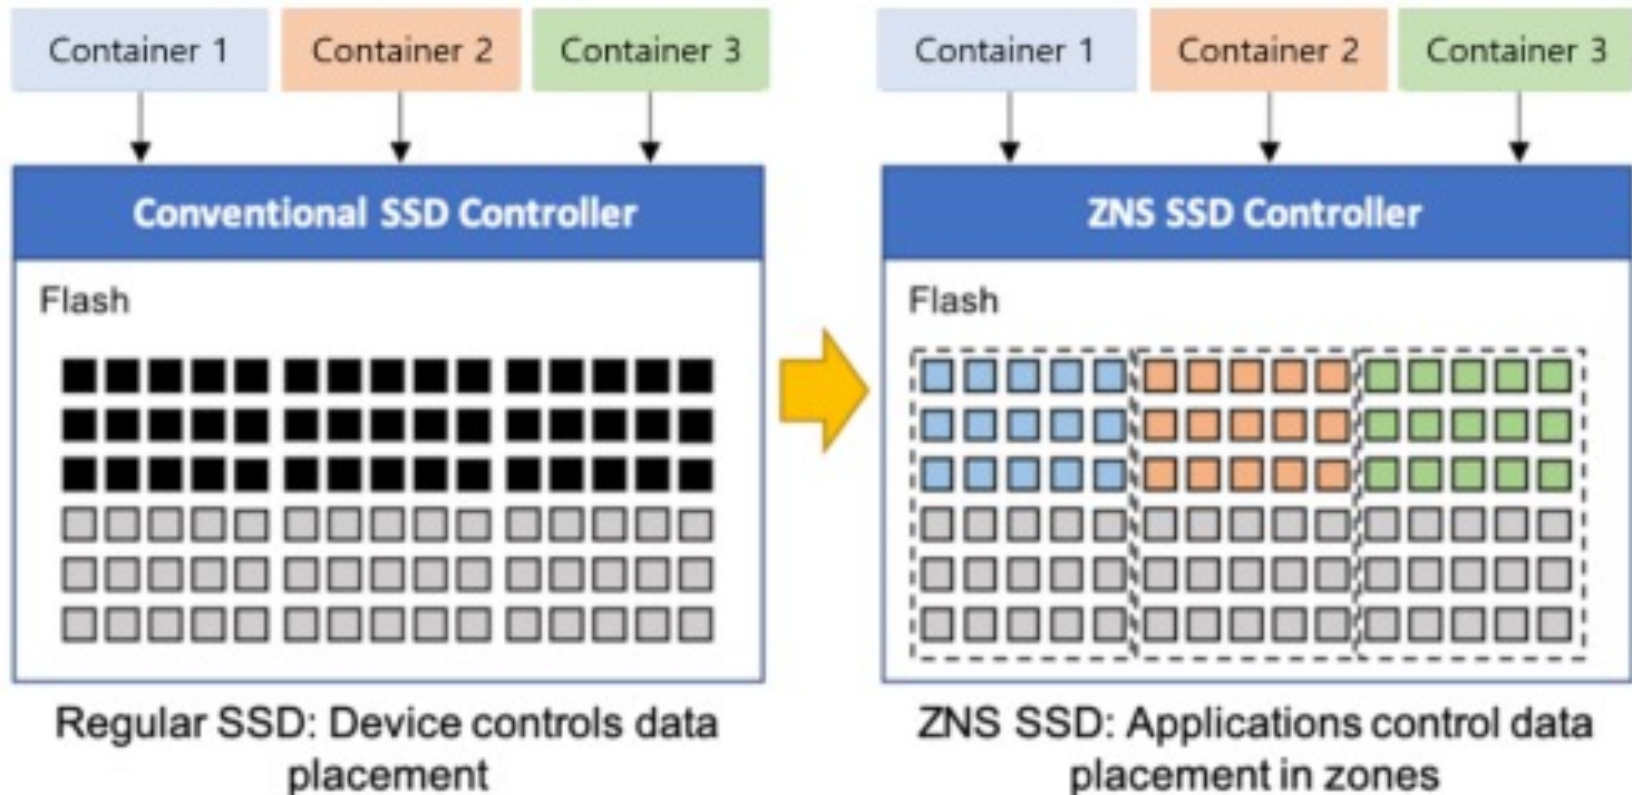 Container 1
Container 2
Container 3
Conventional SSD Controller
Flash
Regular SSD: Device controls data
placement
Container 1
Container 2
Container 3
ZNS SSD Controller
Flash
ZNS SSD: Applications control data
placement in zones